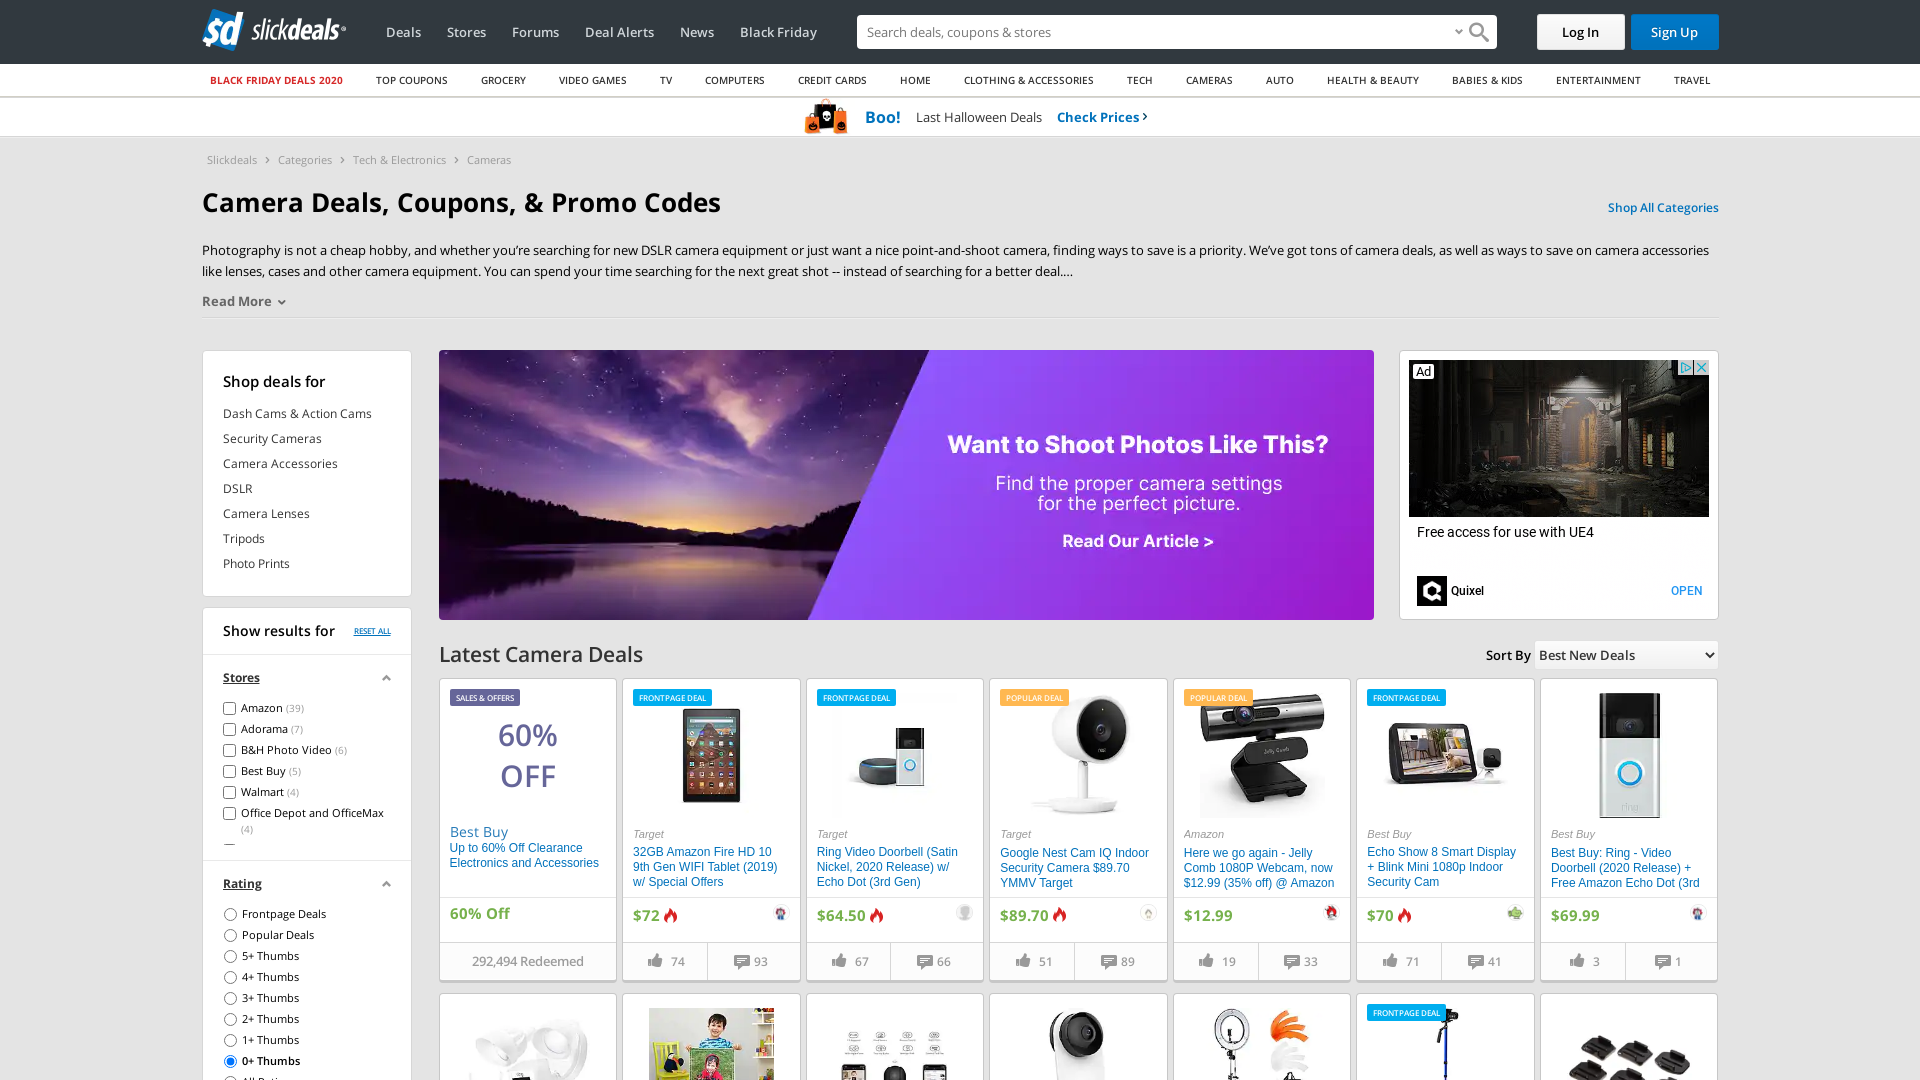 slickdeals
Deals
Stores
Forums
Deal Alerts
News
Black Friday
Search deals, coupons & stores
Log In
Sign Up
BLACK FRIDAY DEALS 2020
TOP COUPONS
GROCERY
VIDEO GAMES
TV
COMPUTERS
CREDIT CARDS
HOME
CLOTHING & ACCESSORIES
TECH
CAMERAS
AUTO
HEALTH & BEAUTY
BABIES & KIDS
ENTERTAINMENT
TRAVEL
Boo! Last Halloween Deals Check Prices
Slickdeals > Categories > Tech & Electronics > Cameras
Camera Deals, Coupons, & Promo Codes
Shop All Categories
Photography is not a cheap hobby, and whether you’re searching for new DSLR camera equipment or just want a nice point-and-shoot camera, finding ways to save is a priority. We’ve got tons of camera deals, as well as ways to save on camera accessories
like lenses, cases and other camera equipment. You can spend your time searching for the next great shot -- instead of searching for a better deal....
Read More
Shop deals for
Dash Cams & Action Cams
Security Cameras
Camera Accessories
DSLR
Camera Lenses
Tripods
Photo Prints
Show results for
RESET ALL
Stores
Amazon (39)
Adorama (7)
B&H Photo Video (6)
Best Buy (5)
Walmart (4)
Office Depot and OfficeMax
(4)
Rating
Frontpage Deals
Popular Deals
5+ Thumbs
4+ Thumbs
3+ Thumbs
2+ Thumbs
1+ Thumbs
0+ Thumbs
Want to Shoot Photos Like This?
Find the proper camera settings
for the perfect picture.
Read Our Article >
Ad
Free access for use with UE4
Quixel
OPEN
Latest Camera Deals
Sort By Best New Deals
SALES & OFFERS
60%
OFF
Best Buy
Up to 60% Off Clearance
Electronics and Accessories
60% Off
292,494 Redeemed
FRONTPAGE DEAL
Target
32GB Amazon Fire HD 10
9th Gen WIFI Tablet (2019)
w/ Special Offers
$72
74
93
FRONTPAGE DEAL
Target
Ring Video Doorbell (Satin
Nickel, 2020 Release) w/
Echo Dot (3rd Gen)
$64.50
67
66
POPULAR DEAL
Target
Google Nest Cam IQ Indoor
Security Camera $89.70
YMMV Target
$89.70
51
89
POPULAR DEAL
Jelly Comb
Amazon
Here we go again - Jelly
Comb 1080P Webcam, now
$12.99 (35% off) @ Amazon
$12.99
19
33
FRONTPAGE DEAL
Best Buy
Echo Show 8 Smart Display
+ Blink Mini 1080p Indoor
Security Cam
$70
71
41
ring
Best Buy
Best Buy: Ring - Video
Doorbell (2020 Release) +
Free Amazon Echo Dot (3rd
$69.99
3
1
FRONTPAGE DEAL